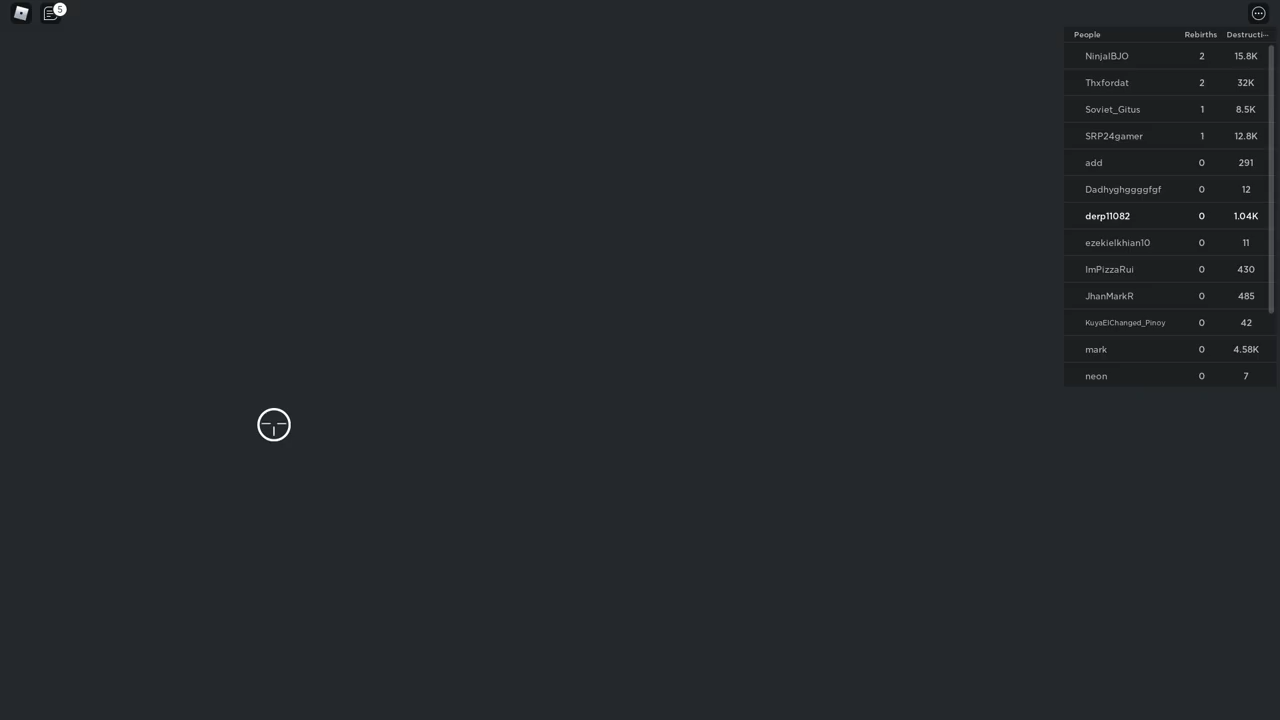 5
People Rebirths Destructi...
NinjaIBJO 2 15.8K
Thxfordat 2 32K
Soviet_Gitus 1 8.5K
SRP24gamer 1 12.8K
add 0 291
Dadhyghggggfgf 0 12
derp11082 0 1.04K
ezekielkhian10 0 11
ImPizzaRui 0 430
JhanMarkR 0 485
KuyaElChanged_Pinoy 0 42
mark 0 4.58K
neon 0 7